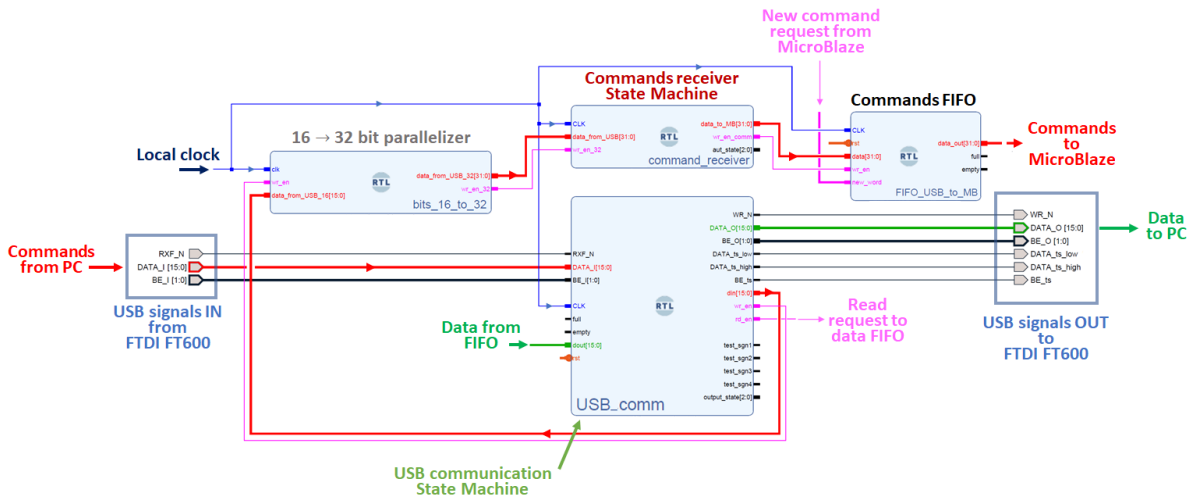 New command
request from
MicroBlaze
Commands receiver
State Machine
Commands FIFO
16 → 32 bit parallelizer
Local clock
clk
wr_en
data_from_USB_16[15:0]
RTL
data_from_USB_32[31:0]
wr_en_32
bits_16_to_32
CLK
data_from_USB[31:0]
wr_en_32
RTL
data_to_MB[31:0]
wr_en_comm
aut_state[2:0]
command_receiver
CLK
rst
data[31:0]
wr_en
new_word
RTL
data_out[31:0]
full
empty
FIFO_USB_to_MB
Commands
to
MicroBlaze
Commands
from PC
RXF_N
DATA_I [15:0]
BE_I [1:0]
USB signals IN
from
FTDI FT600
RXF_N
DATA_I[15:0]
BE_I[1:0]
CLK
full
empty
dout[15:0]
rst
RTL
WR_N
DATA_O[15:0]
BE_O[1:0]
DATA_ts_low
DATA_ts_high
BE_ts
din[15:0]
wr_en
rd_en
test_sgn1
test_sgn2
test_sgn3
test_sgn4
output_state[2:0]
USB_comm
Data from
FIFO
Read
request to
data FIFO
WR_N
DATA_O [15:0]
BE_O [1:0]
DATA_ts_low
DATA_ts_high
BE_ts
Data
to PC
USB signals OUT
to
FTDI FT600
USB communication
State Machine